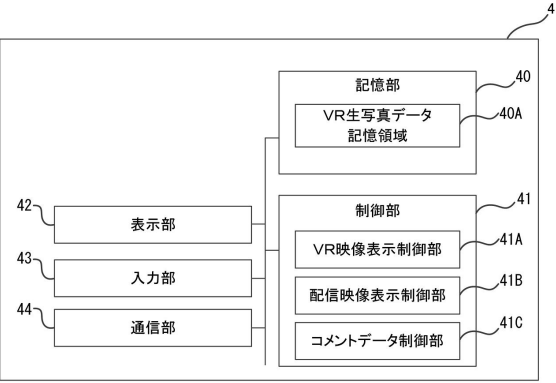 4
記憶部
40
VR生写真データ
記憶領域
40A
42
表示部
43
入力部
44
通信部
制御部
41
VR映像表示制御部
41A
配信映像表示制御部
41B
コメントデータ制御部
41C